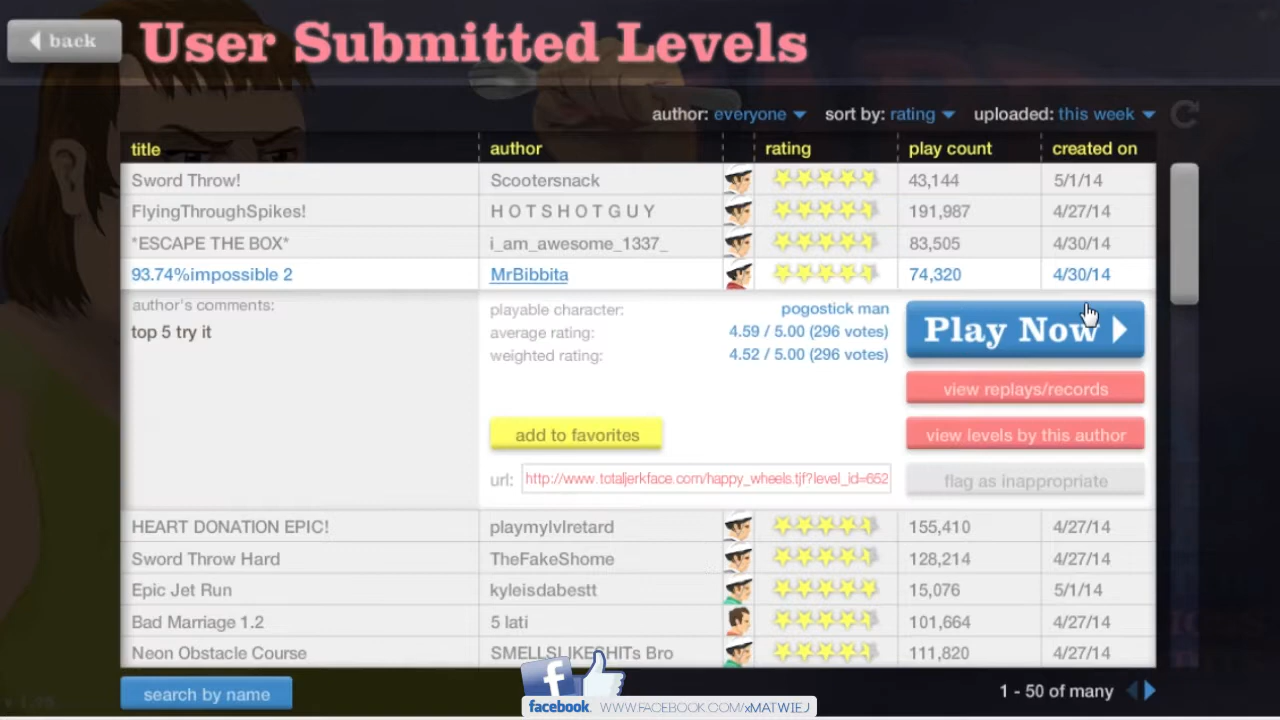 back
User Submitted Levels
author: everyone sort by: rating uploaded: this week
title author rating play count created on
Sword Throw! Scootersnack 43,144 5/1/14
FlyingThroughSpikes! H O T S H O T G U Y 191,987 4/27/14
*ESCAPE THE BOX* i_am_awesome_1337_ 83,505 4/30/14
93.74%impossible 2 MrBibbita 74,320 4/30/14
author's comments:
top 5 try it
playable character: pogostick man
average rating: 4.59 / 5.00 (296 votes)
weighted rating: 4.52 / 5.00 (296 votes)
Play Now
view replays/records
add to favorites
view levels by this author
url: http://www.totaljerkface.com/happy_wheels.tjf?level_id=652
flag as inappropriate
HEART DONATION EPIC! playmylvlretard 155,410 4/27/14
Sword Throw Hard TheFakeShome 128,214 4/27/14
Epic Jet Run kyleisdabestt 15,076 5/1/14
Bad Marriage 1.2 5 lati 101,664 4/27/14
Neon Obstacle Course SMELLSLIKESHITs Bro 111,820 4/27/14
search by name
1 - 50 of many
facebook. WWW.FACEBOOK.COM/xMATWIEJ